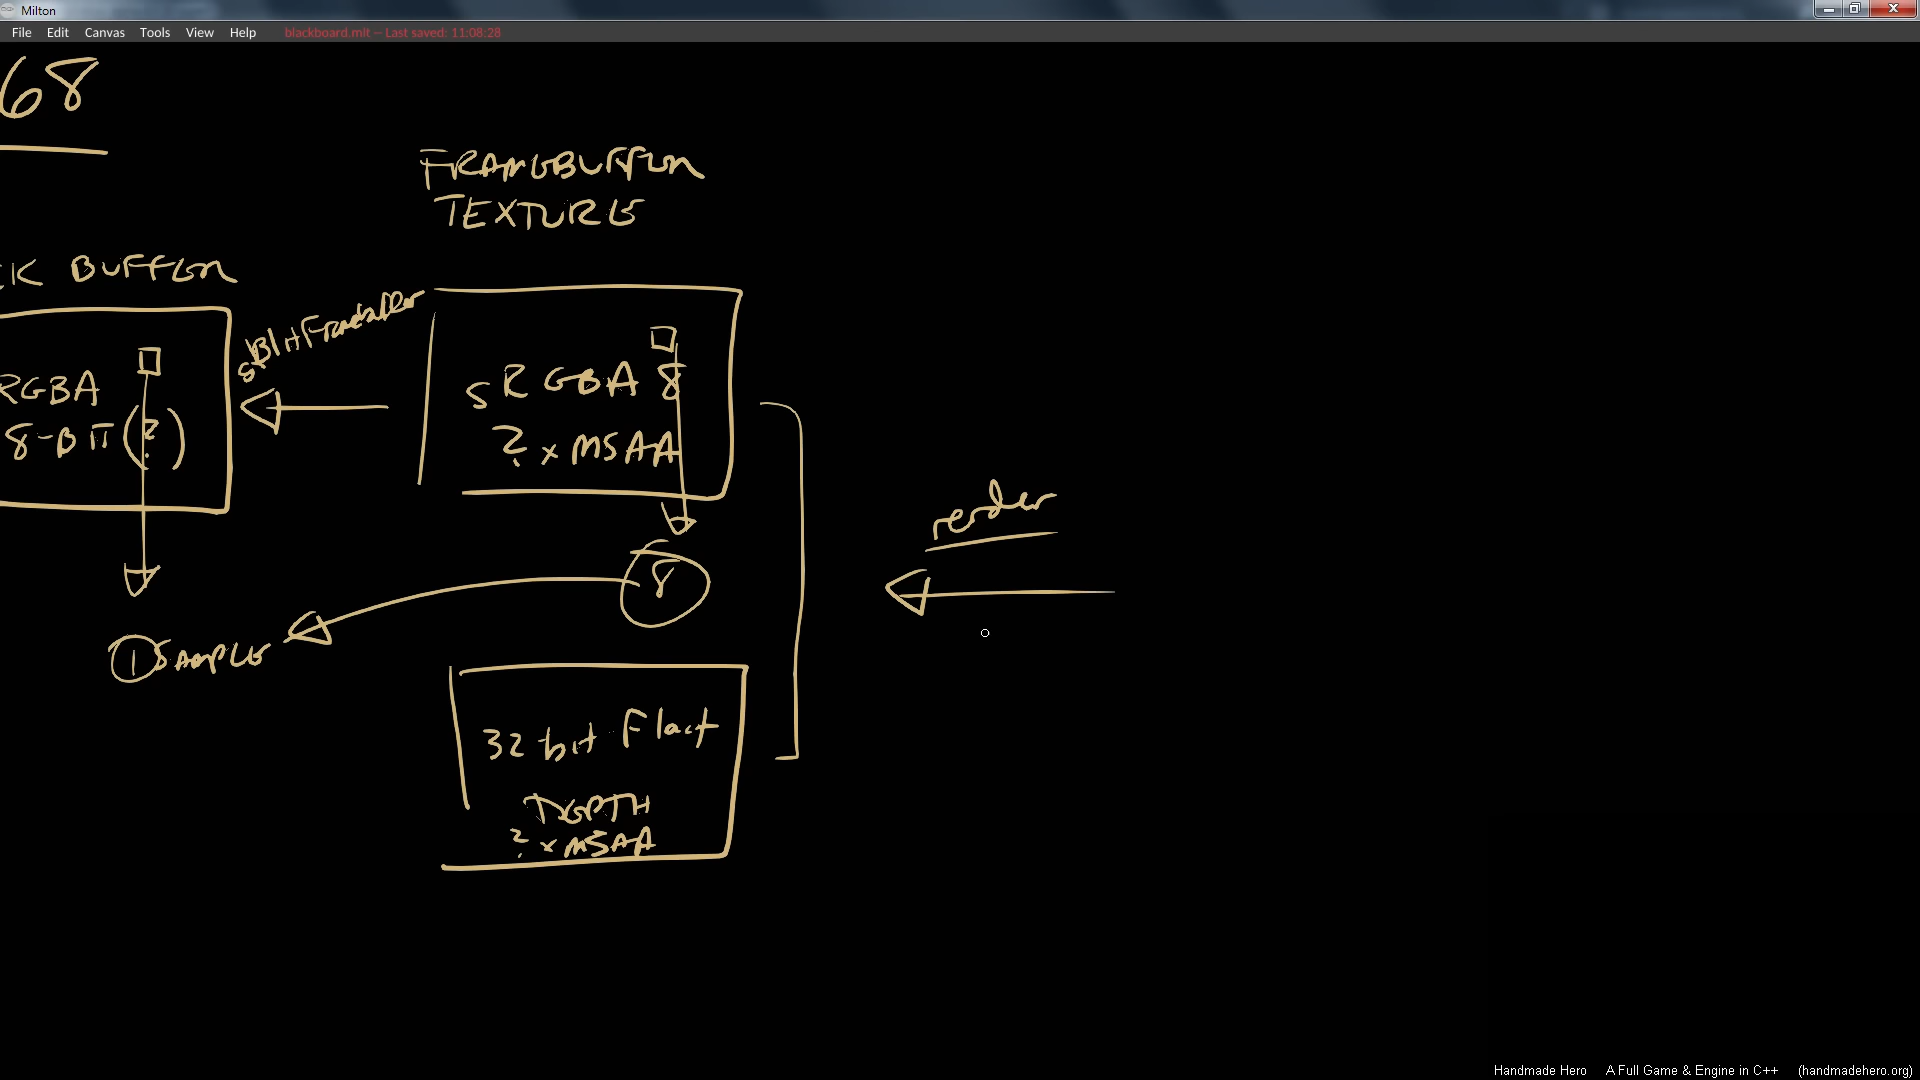 Milton
File Edit Canvas Tools View Help blackboard.mlt -- Last saved: 11:08:28
68
FRAMEBUFFER
TEXTURE
CK BUFFER
sRGBA 8
? x MSAA
RGBA
8-BIT(?)
render
8
1 SAMPLE
32 bit Float
DEPTH
? x MSAA
Handmade Hero A Full Game & Engine in C++ (handmadehero.org)